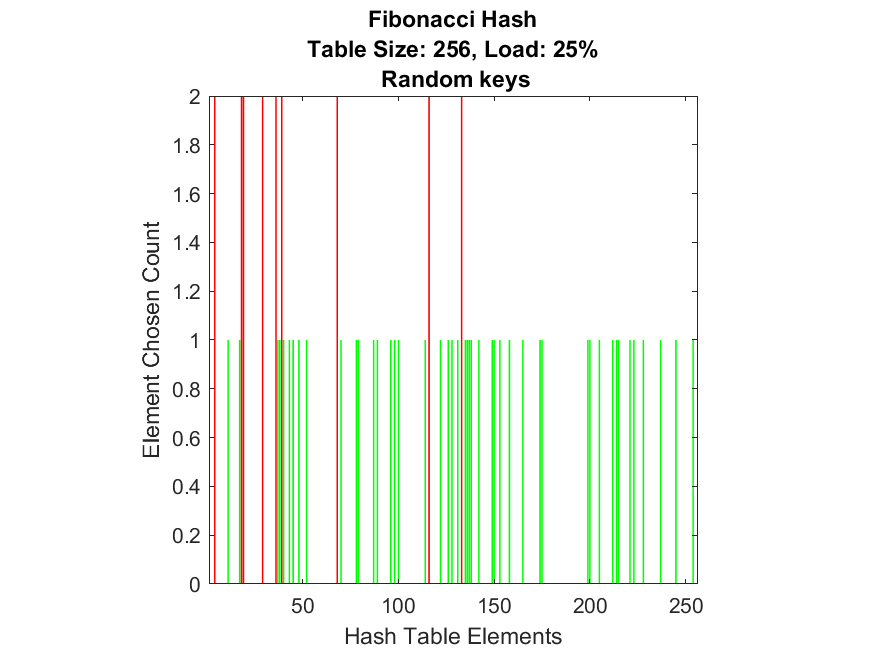 Fibonacci Hash
Table Size: 256, Load: 25%
Random keys
2
1.8
1.6
1.4
1.2
1
0.8
0.6
0.4
0.2
0
Element Chosen Count
50 100 150 200 250
Hash Table Elements